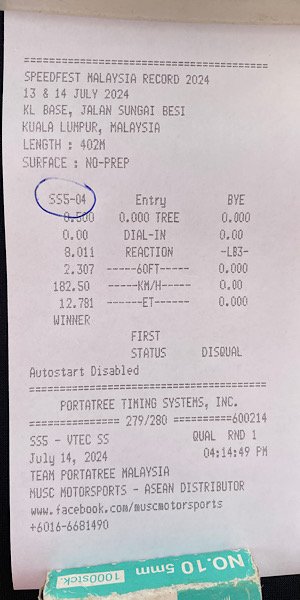 =====================================
SPEEDFEST MALAYSIA RECORD 2024
13 & 14 JULY 2024
KL BASE, JALAN SUNGAI BESI
KUALA LUMPUR, MALAYSIA
LENGTH : 402M
SURFACE : NO-PREP
SS5-04 Entry BYE
0.500 0.000 TREE 0.000
0.00 DIAL-IN 0.00
8.011 REACTION -LB3-
2.307 ------60FT------ 0.000
182.50 ------KM/H------ 0.00
12.781 -------ET------- 0.000
WINNER
FIRST
STATUS DISQUAL
Autostart Disabled
=====================================
PORTATREE TIMING SYSTEMS, INC.
=============== 279/280 ==========600214
SS5 - VTEC SS QUAL RND 1
July 14, 2024 04:14:49 PM
TEAM PORTATREE MALAYSIA
MUSC MOTORSPORTS - ASEAN DISTRIBUTOR
www.facebook.com/muscmotorsports
+6016-6681490
NO.10 5mm
1000stck.